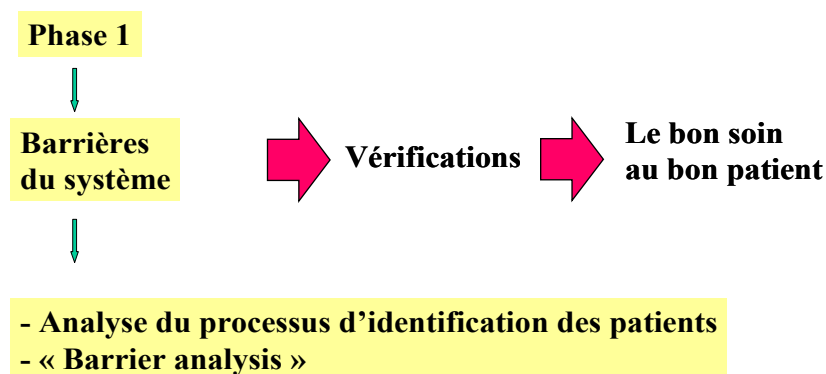 Phase 1
Barrières
du système
Vérifications
Le bon soin
au bon patient
- Analyse du processus d’identification des patients
- « Barrier analysis »